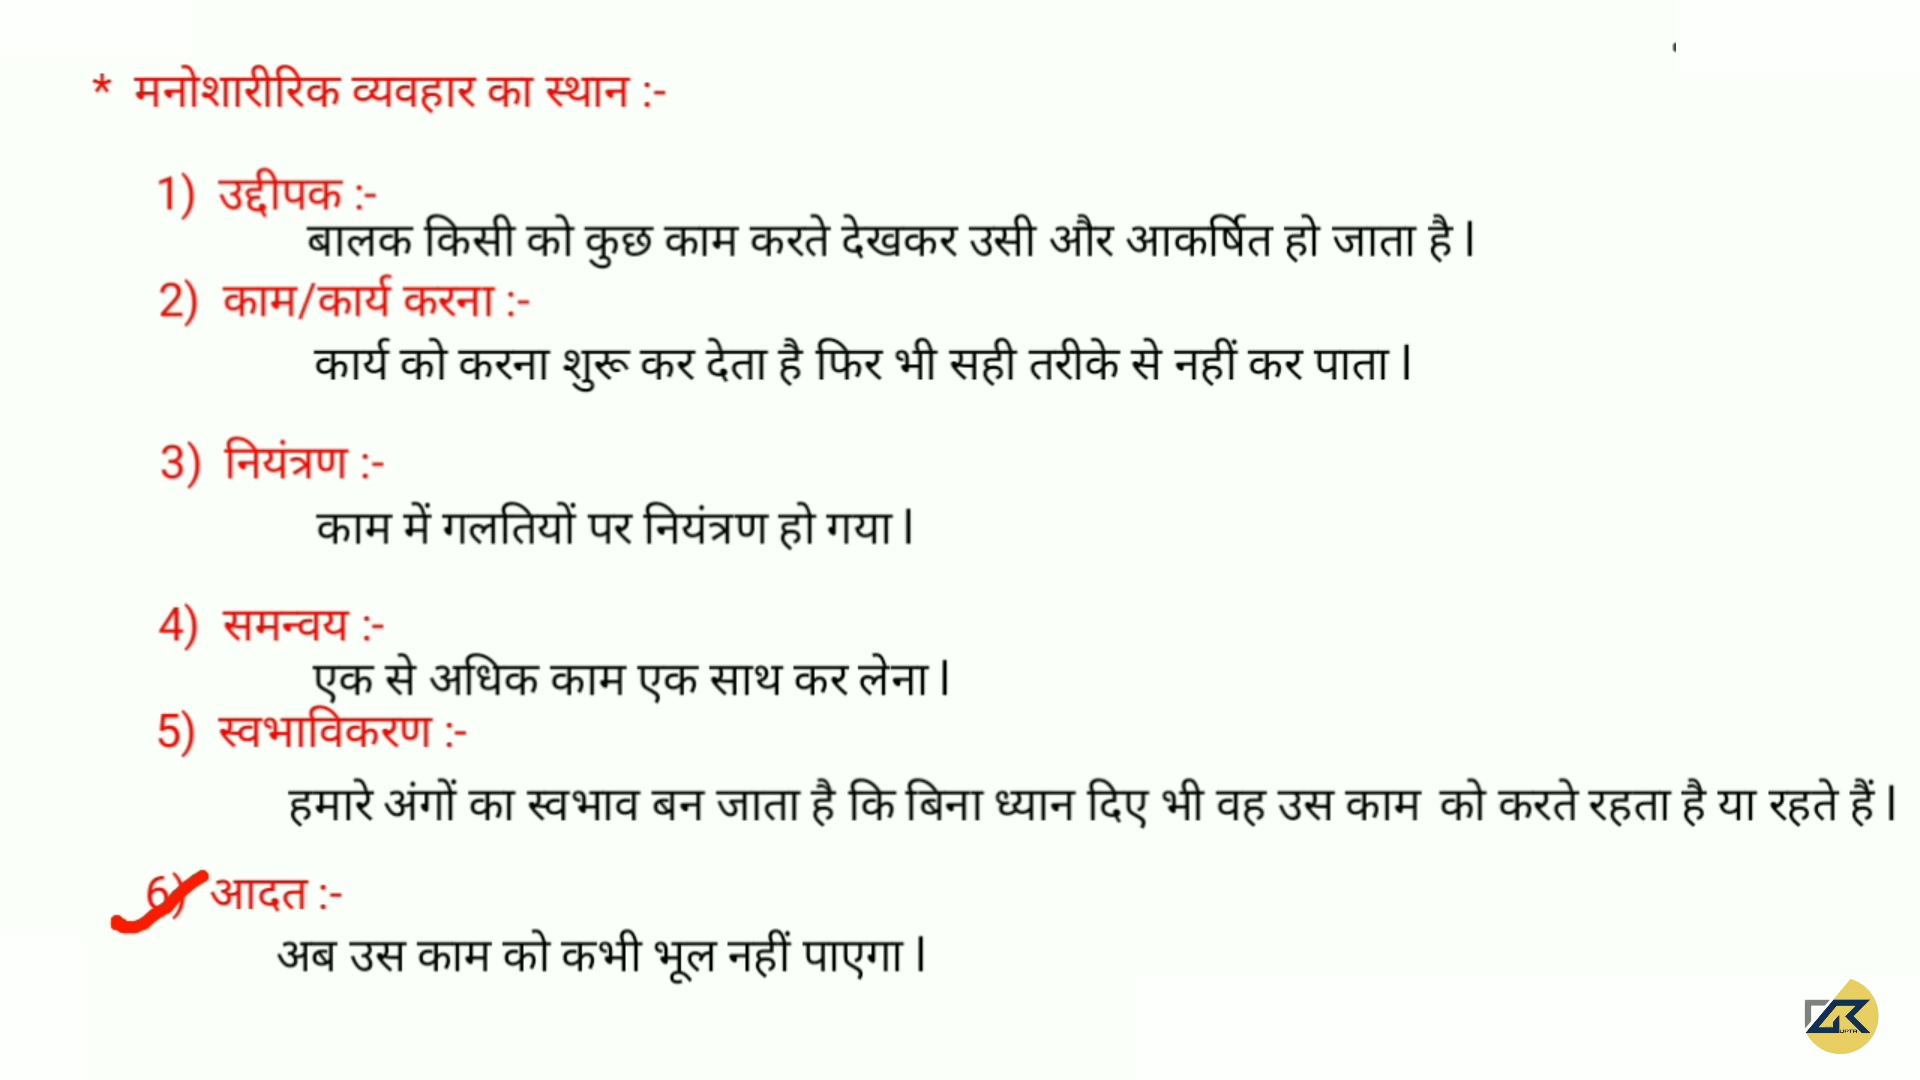 * मनोशारीरिक व्यवहार का स्थान :-
1) उद्दीपक :-
बालक किसी को कुछ काम करते देखकर उसी और आकर्षित हो जाता है l
2) काम/कार्य करना :-
कार्य को करना शुरू कर देता है फिर भी सही तरीके से नहीं कर पाता l
3) नियंत्रण :-
काम में गलतियों पर नियंत्रण हो गया l
4) समन्वय :-
एक से अधिक काम एक साथ कर लेना l
5) स्वभाविकरण :-
हमारे अंगों का स्वभाव बन जाता है कि बिना ध्यान दिए भी वह उस काम को करते रहता है या रहते हैं l
6) आदत :-
अब उस काम को कभी भूल नहीं पाएगा l